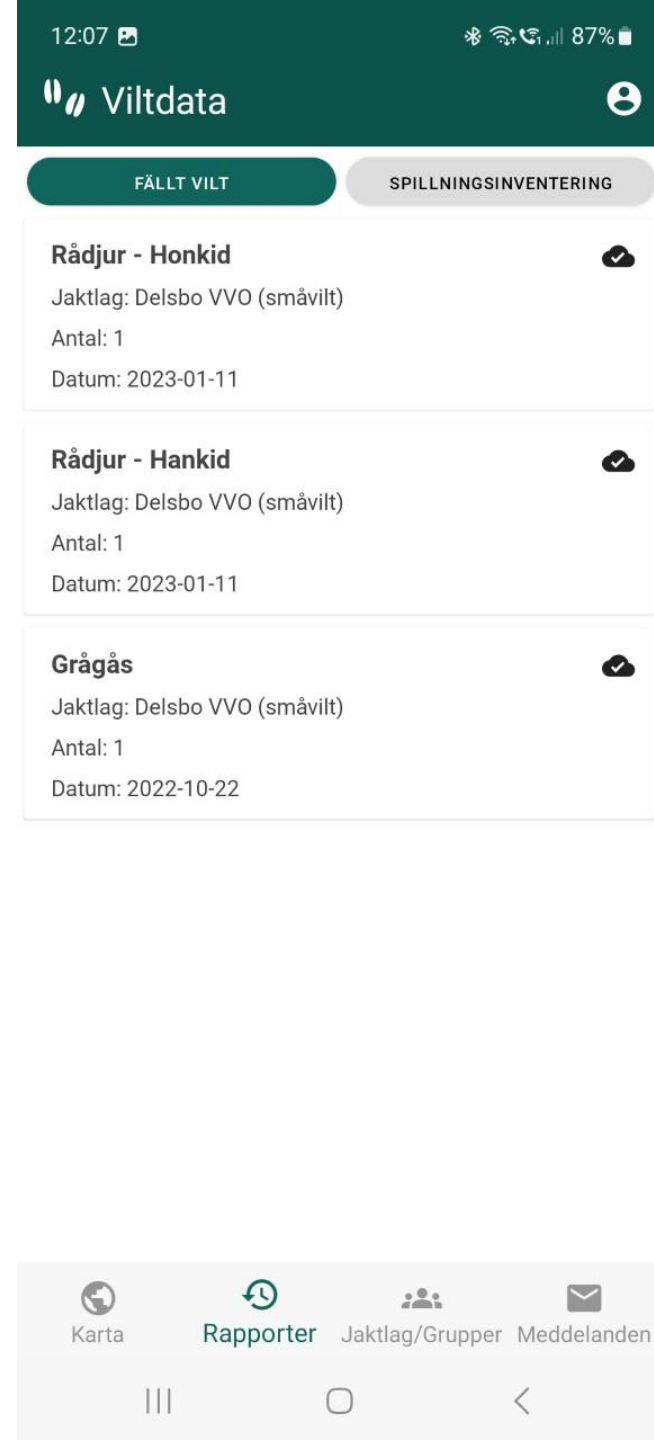 12:07
87%
Viltdata
FÄLLT VILT
SPILLNINGSINVENTERING
Rådjur - Honkid
Jaktlag: Delsbo VVO (småvilt)
Antal: 1
Datum: 2023-01-11
Rådjur - Hankid
Jaktlag: Delsbo VVO (småvilt)
Antal: 1
Datum: 2023-01-11
Grågås
Jaktlag: Delsbo VVO (småvilt)
Antal: 1
Datum: 2022-10-22
Karta
Rapporter
Jaktlag/Grupper
Meddelanden